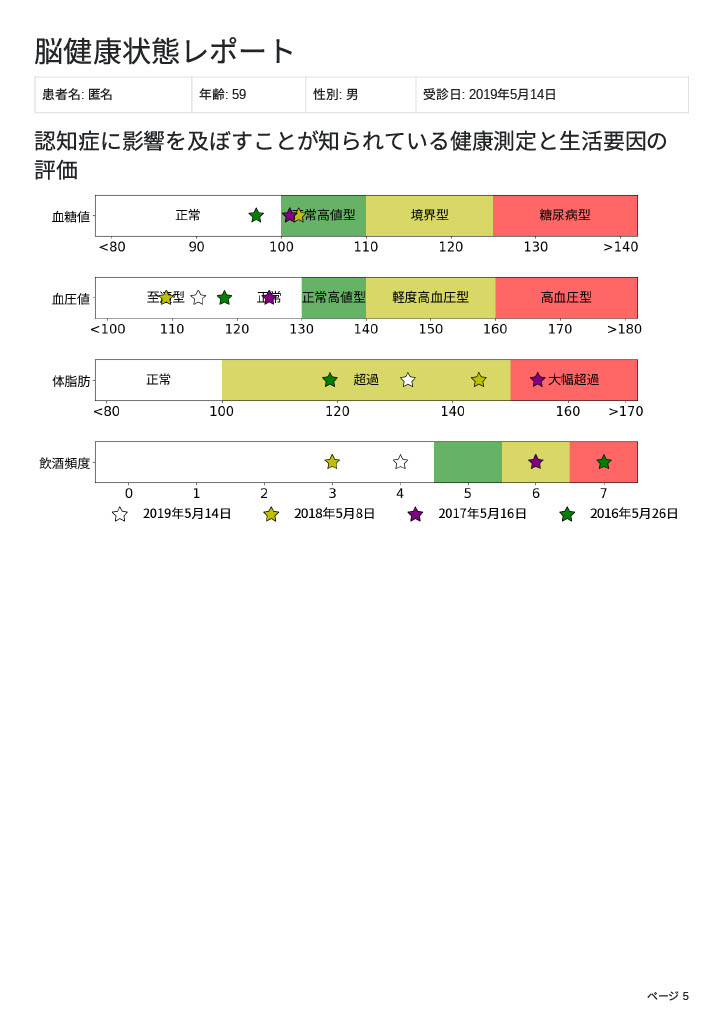 脳健康状態レポート
患者名: 匿名 年齢: 59 性別: 男 受診日: 2019年5月14日
認知症に影響を及ぼすことが知られている健康測定と生活要因の
評価
血糖値 正常 正常高値型 境界型 糖尿病型
<80 90 100 110 120 130 >140
血圧値 至適型 正常 正常高値型 軽度高血圧型 高血圧型
<100 110 120 130 140 150 160 170 >180
体脂肪 正常 超過 大幅超過
<80 100 120 140 160 >170
飲酒頻度
0 1 2 3 4 5 6 7
2019年5月14日 2018年5月8日 2017年5月16日 2016年5月26日
ページ 5